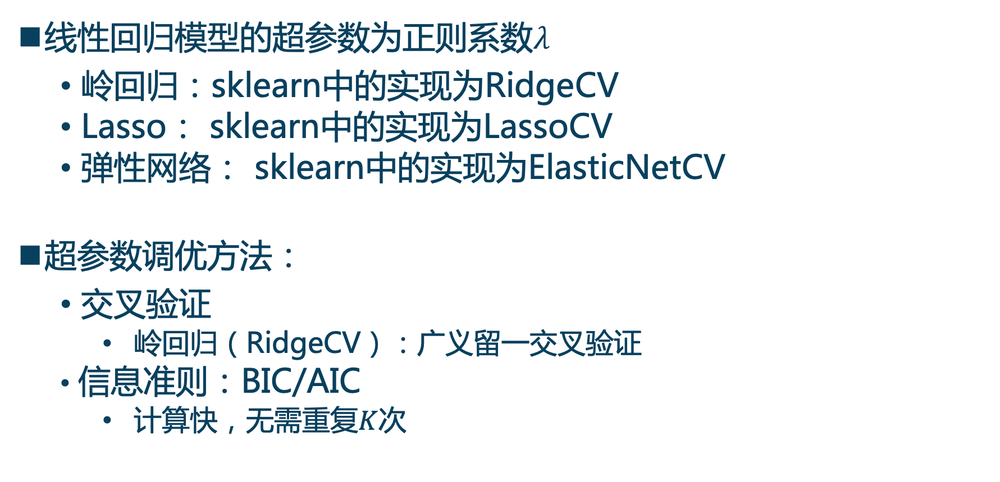 ■线性回归模型的超参数为正则系数λ
• 岭回归：sklearn中的实现为RidgeCV
• Lasso： sklearn中的实现为LassoCV
• 弹性网络： sklearn中的实现为ElasticNetCV
■超参数调优方法：
• 交叉验证
• 岭回归（RidgeCV）：广义留一交叉验证
• 信息准则：BIC/AIC
• 计算快，无需重复K次